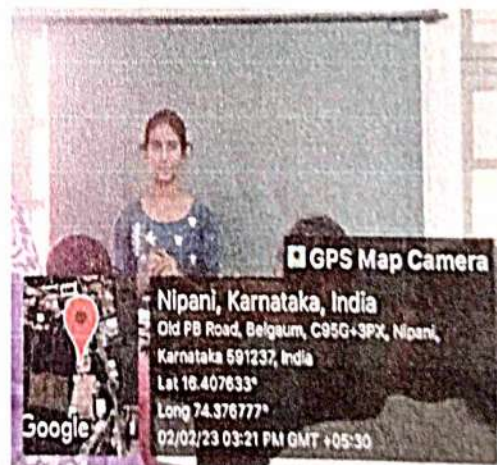 GPS Map Camera
Nipani, Karnataka, India
Old PB Road, Belgaum, C95G+3PX, Nipani,
Karnataka 591237, India
Lat 16.407633°
Long 74.376777°
02/02/23 03:21 PM GMT +05:30
Google